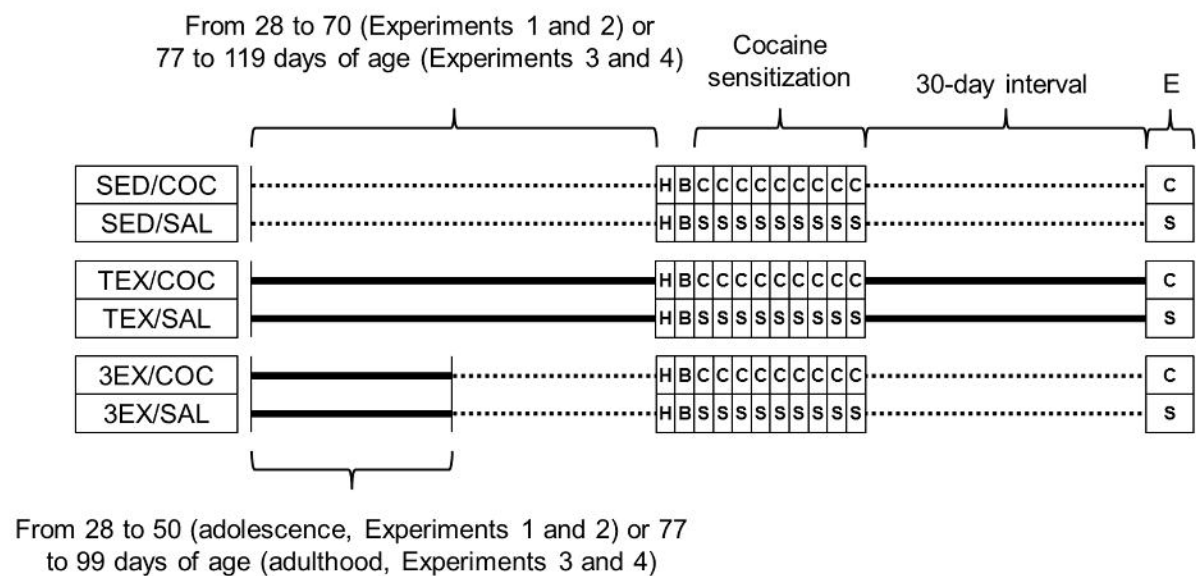 From 28 to 70 (Experiments 1 and 2) or
77 to 119 days of age (Experiments 3 and 4)
Cocaine
sensitization
30-day interval
E
SED/COC
H B C C C C C C C C C
C
SED/SAL
H B S S S S S S S S S
S
TEX/COC
H B C C C C C C C C C
C
TEX/SAL
H B S S S S S S S S S
S
3EX/COC
H B C C C C C C C C C
C
3EX/SAL
H B S S S S S S S S S
S
From 28 to 50 (adolescence, Experiments 1 and 2) or 77
to 99 days of age (adulthood, Experiments 3 and 4)